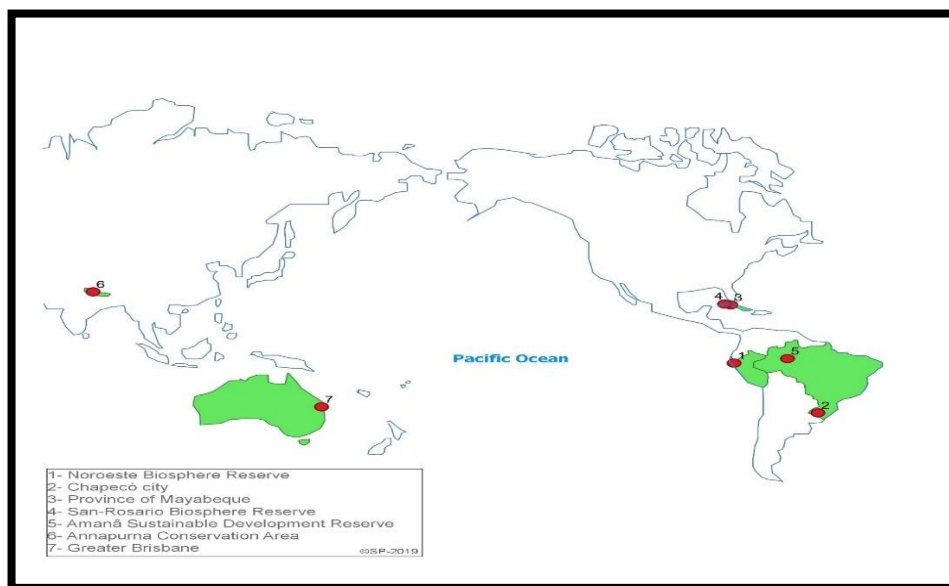 6
4 3
Pacific Ocean
1
5
7
2
1- Noroeste Biosphere Reserve
2- Chapecó city
3- Province of Mayabeque
4- San-Rosario Biosphere Reserve
5- Amanã Sustainable Development Reserve
6- Annapurna Conservation Area
7- Greater Brisbane
©SP-2019